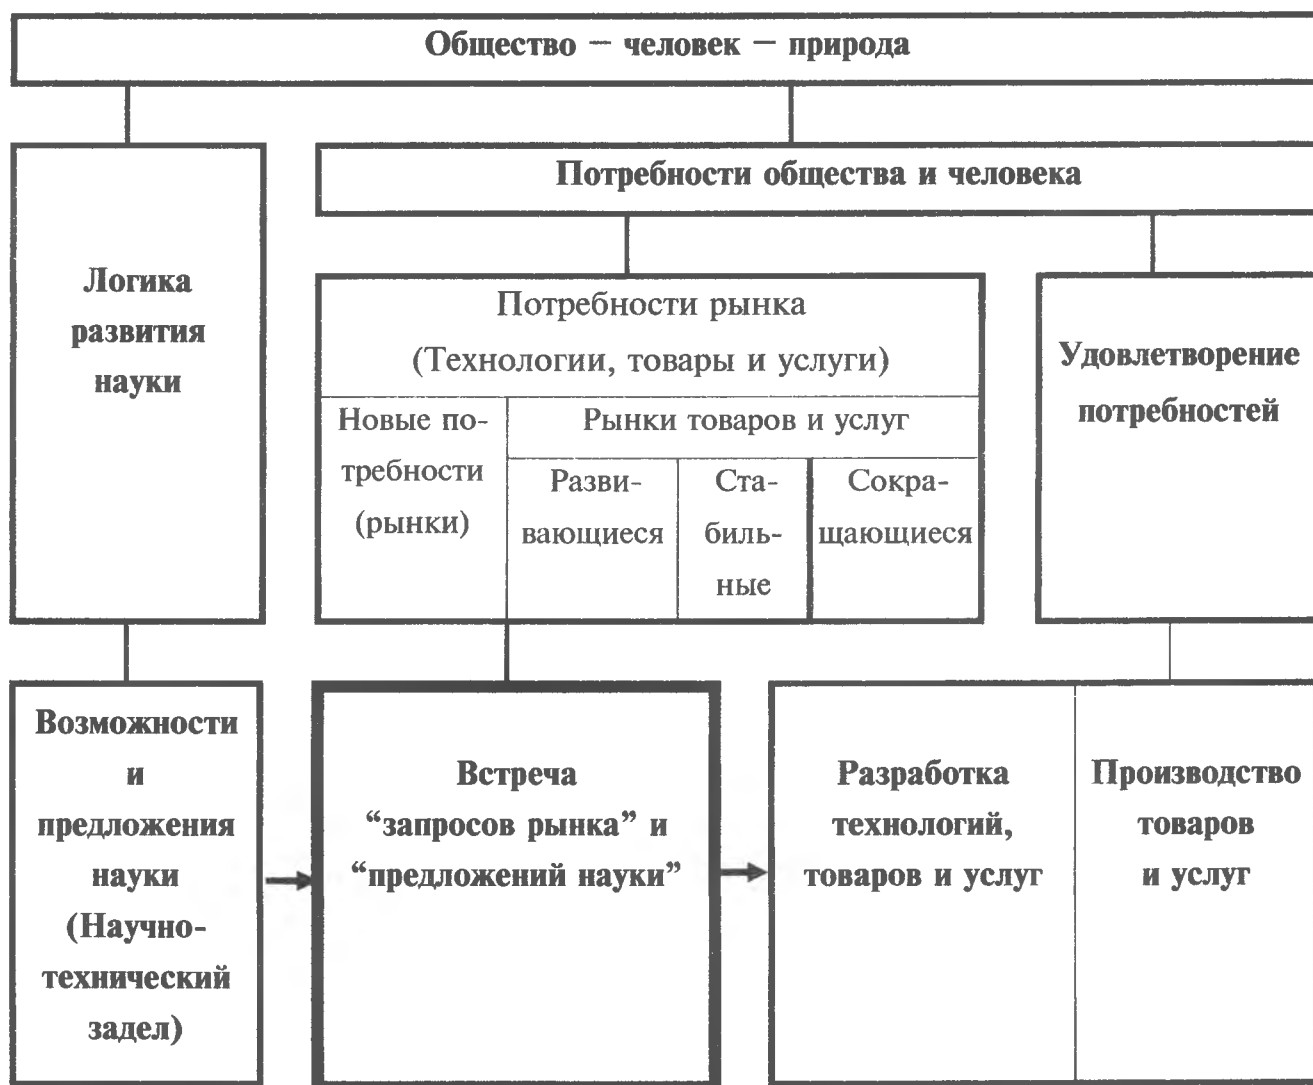 Общество — человек — природа
Потребности общества и человека
Логика
развития
науки
Потребности рынка
(Технологии, товары и услуги)
Новые по-
требности
(рынки)
Рынки товаров и услуг
Разви-
вающиеся
Ста-
биль-
ные
Сокра-
щающиеся
Удовлетворение
потребностей
Возможности
и
предложения
науки
(Научно-
технический
задел)
Встреча
“запросов рынка” и
“предложений науки”
Разработка
технологий,
товаров и услуг
Производство
товаров
и услуг